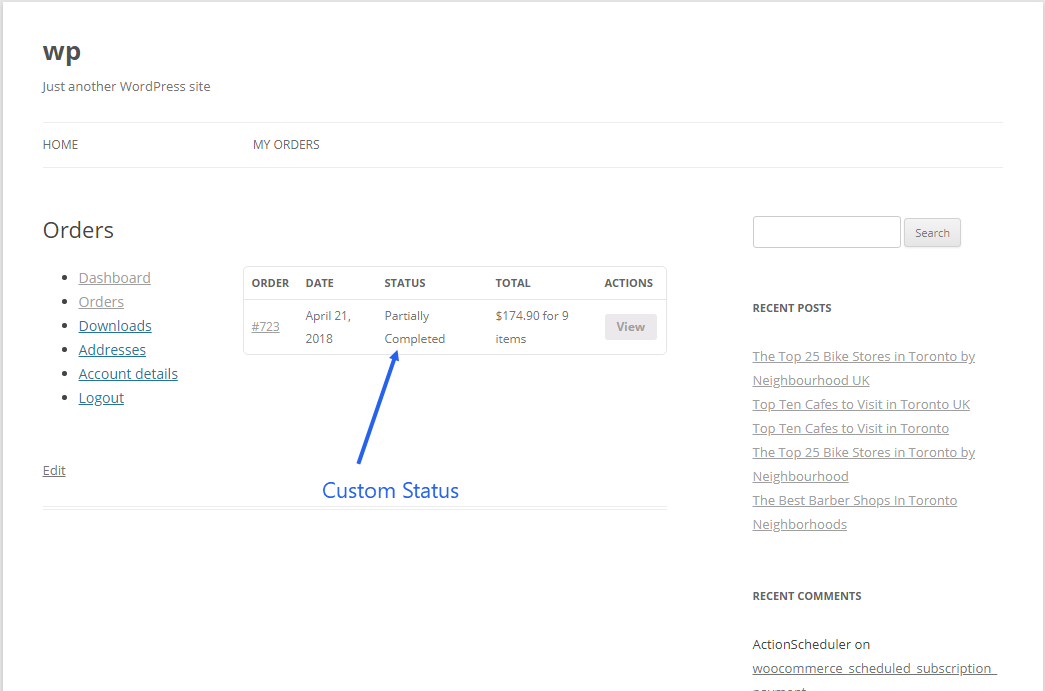 wp
Just another WordPress site
HOME
MY ORDERS
Orders
Dashboard
Orders
Downloads
Addresses
Account details
Logout
ORDER DATE STATUS TOTAL ACTIONS
#723 April 21, 2018 Partially Completed $174.90 for 9 items View
Custom Status
Edit
Search
RECENT POSTS
The Top 25 Bike Stores in Toronto by
Neighbourhood UK
Top Ten Cafes to Visit in Toronto UK
Top Ten Cafes to Visit in Toronto
The Top 25 Bike Stores in Toronto by
Neighbourhood
The Best Barber Shops In Toronto
Neighborhoods
RECENT COMMENTS
ActionScheduler on
woocommerce_scheduled_subscription_
payment